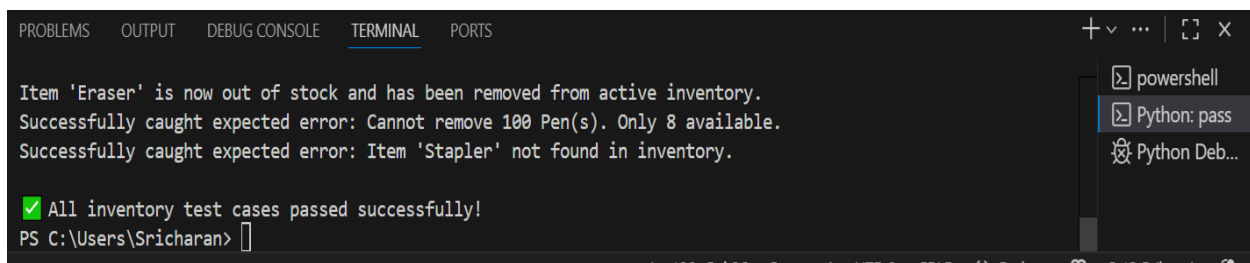 PROBLEMS OUTPUT DEBUG CONSOLE TERMINAL PORTS
powershell
Python: pass
Python Deb...
Item 'Eraser' is now out of stock and has been removed from active inventory.
Successfully caught expected error: Cannot remove 100 Pen(s). Only 8 available.
Successfully caught expected error: Item 'Stapler' not found in inventory.
✅ All inventory test cases passed successfully!
PS C:\Users\Sricharan>